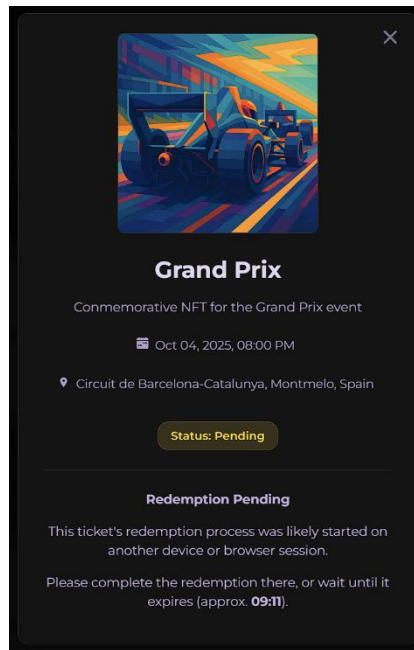 Grand Prix
Conmemorative NFT for the Grand Prix event
Oct 04, 2025, 08:00 PM
Circuit de Barcelona-Catalunya, Montmelo, Spain
Status: Pending
Redemption Pending
This ticket's redemption process was likely started on
another device or browser session.
Please complete the redemption there, or wait until it
expires (approx. 09:11).